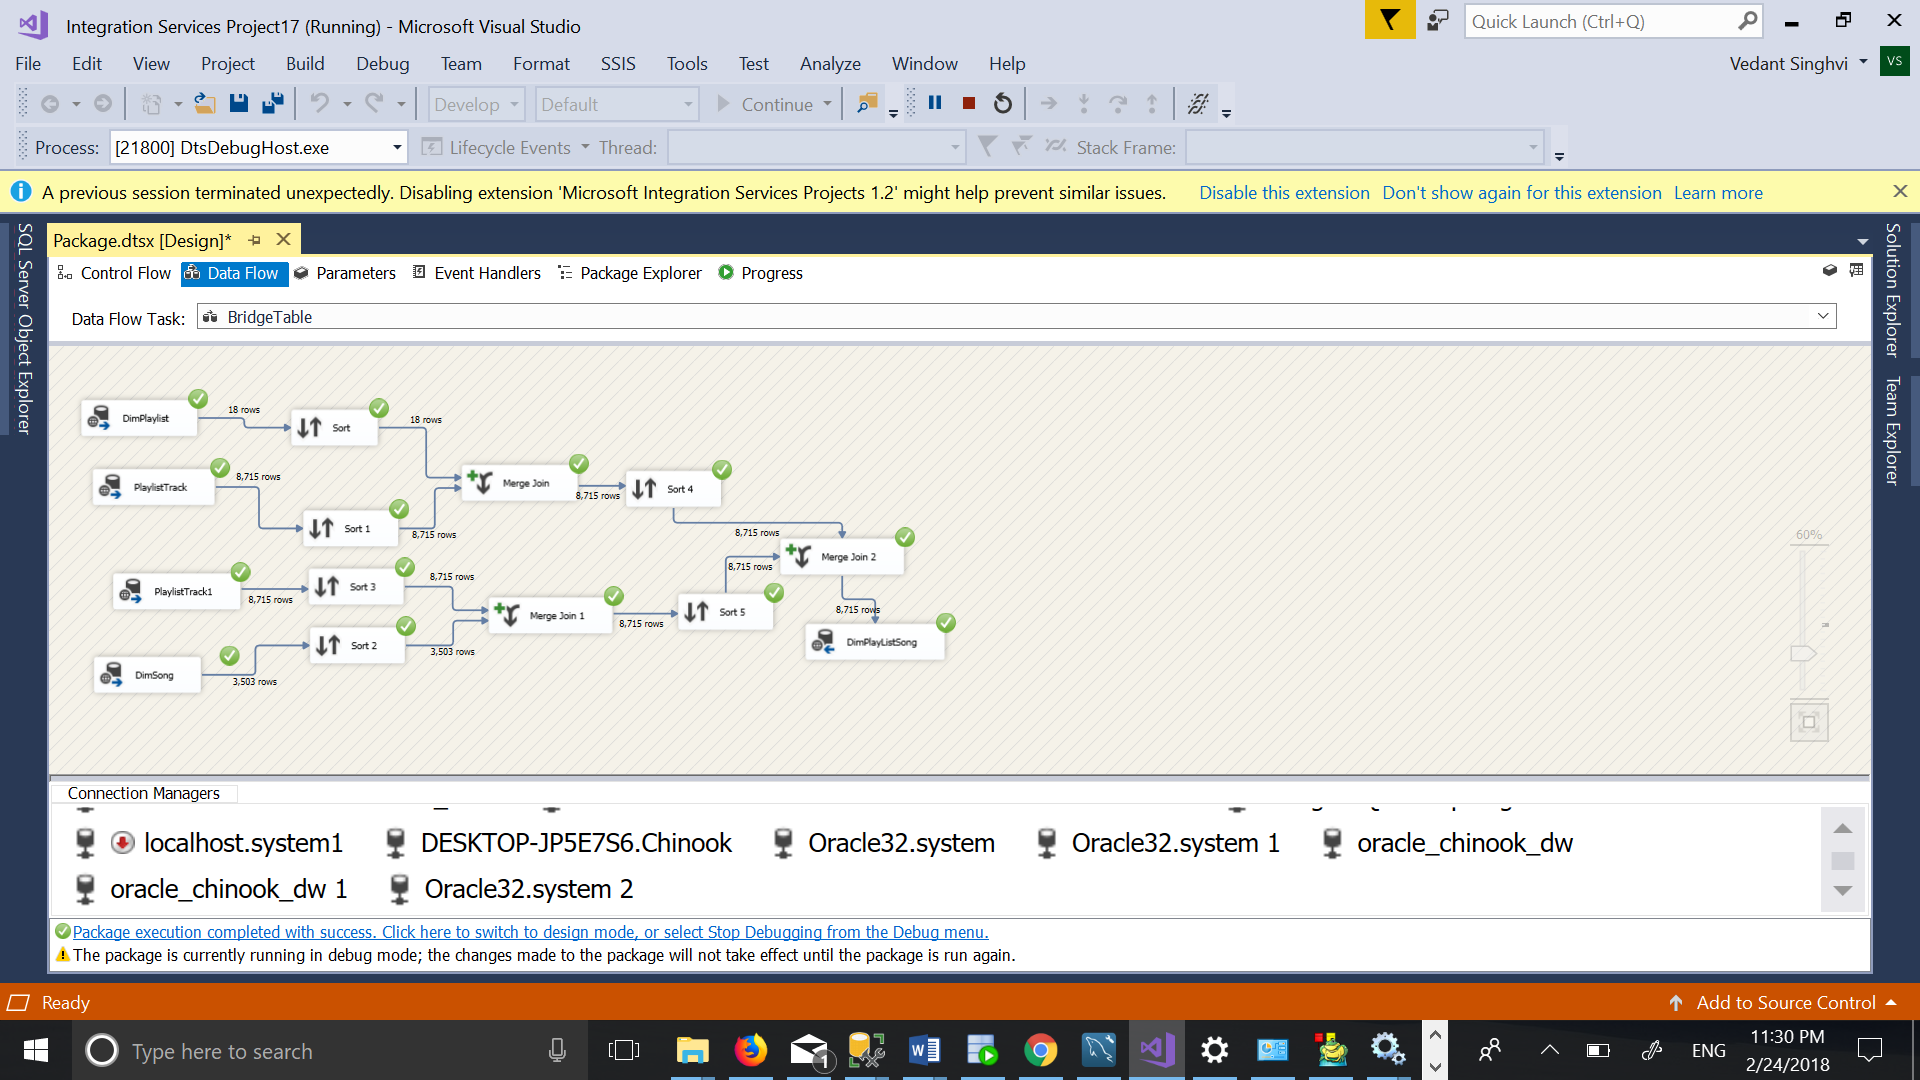 Integration Services Project17 (Running) - Microsoft Visual Studio
Quick Launch (Ctrl+Q)
File Edit View Project Build Debug Team Format SSIS Tools Test Analyze Window Help
Vedant Singhvi VS
Develop Default Continue
Process: [21800] DtsDebugHost.exe Lifecycle Events Thread: Stack Frame:
A previous session terminated unexpectedly. Disabling extension 'Microsoft Integration Services Projects 1.2' might help prevent similar issues. Disable this extension Don't show again for this extension Learn more
SQL Server Object Explorer
Package.dtsx [Design]*
Control Flow Data Flow Parameters Event Handlers Package Explorer Progress
Data Flow Task: BridgeTable
Solution Explorer
Team Explorer
DimPlaylist
18 rows
Sort
18 rows
PlaylistTrack
8,715 rows
Sort 1
8,715 rows
Merge Join
8,715 rows
Sort 4
8,715 rows
PlaylistTrack1
8,715 rows
Sort 3
8,715 rows
DimSong
3,503 rows
Sort 2
3,503 rows
Merge Join 1
8,715 rows
Sort 5
8,715 rows
Merge Join 2
8,715 rows
DimPlayListSong
60%
Connection Managers
localhost.system1 DESKTOP-JP5E7S6.Chinook Oracle32.system Oracle32.system 1 oracle_chinook_dw
oracle_chinook_dw 1 Oracle32.system 2
Package execution completed with success. Click here to switch to design mode, or select Stop Debugging from the Debug menu.
The package is currently running in debug mode; the changes made to the package will not take effect until the package is run again.
Ready
Add to Source Control
Type here to search
1
ENG
11:30 PM
2/24/2018